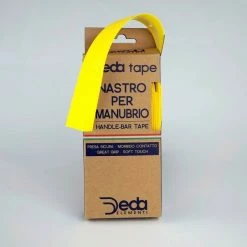 Deda tape
NASTRO
PER
MANUBRIO
HANDLE-BAR TAPE
PRESA SICURA - MORBIDO CONTATTO
GREAT GRIP - SOFT TOUCH
Deda
ELEMENTI